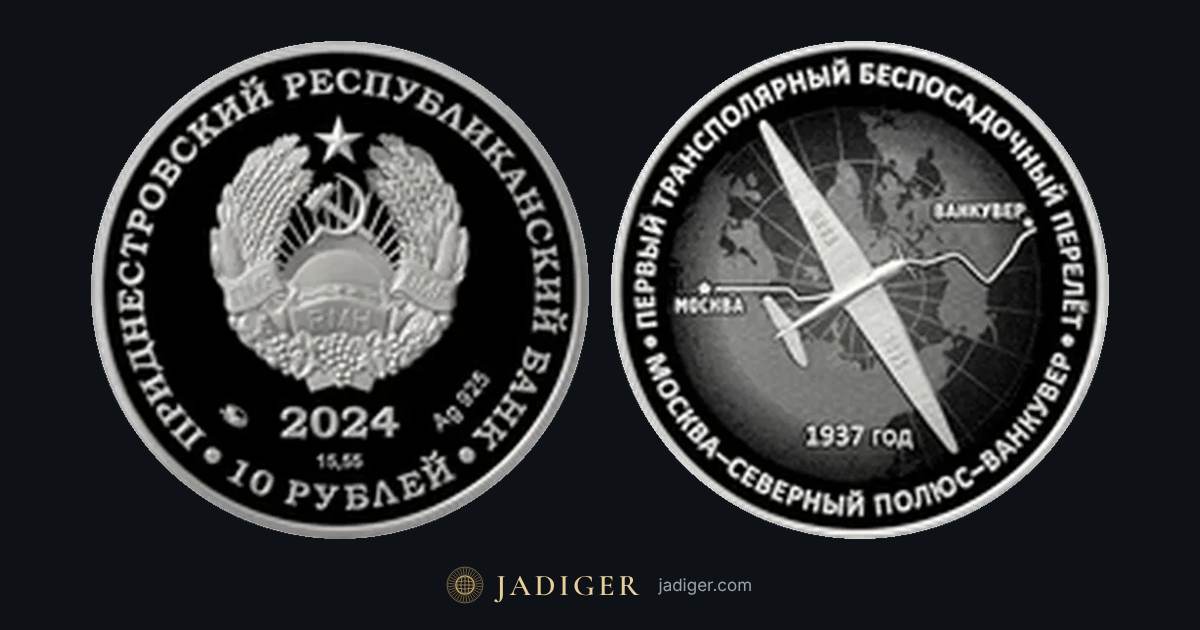 ПРИДНЕСТРОВСКИЙ РЕСПУБЛИКАНСКИЙ БАНК
ПМР
2024
Ag 925
15,55
• 10 РУБЛЕЙ •
ПЕРВЫЙ ТРАНСПОЛЯРНЫЙ БЕСПОСАДОЧНЫЙ ПЕРЕЛЁТ
ВАНКУВЕР
МОСКВА
1937 год
• МОСКВА–СЕВЕРНЫЙ ПОЛЮС–ВАНКУВЕР •
JADIGER jadiger.com